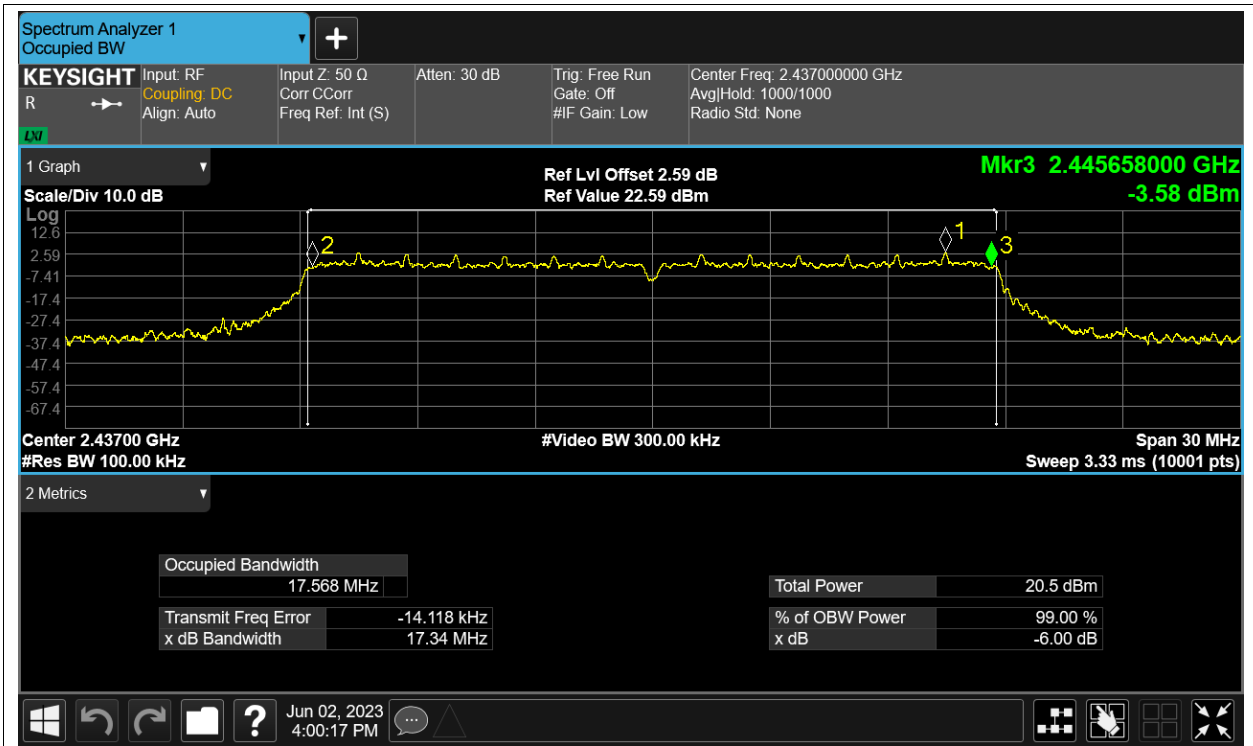 Spectrum Analyzer 1
Occupied BW
KEYSIGHT
R
LXI
Input: RF
Coupling: DC
Align: Auto
Input Z: 50 Ω
Corr CCorr
Freq Ref: Int (S)
Atten: 30 dB
Trig: Free Run
Gate: Off
#IF Gain: Low
Center Freq: 2.437000000 GHz
Avg|Hold: 1000/1000
Radio Std: None
1 Graph
Scale/Div 10.0 dB
Ref Lvl Offset 2.59 dB
Ref Value 22.59 dBm
Mkr3 2.445658000 GHz
-3.58 dBm
Log
12.6
2.59
-7.41
-17.4
-27.4
-37.4
-47.4
-57.4
-67.4
2
1
3
Center 2.43700 GHz
#Video BW 300.00 kHz
Span 30 MHz
#Res BW 100.00 kHz
Sweep 3.33 ms (10001 pts)
2 Metrics
Occupied Bandwidth
17.568 MHz
Transmit Freq Error -14.118 kHz
x dB Bandwidth 17.34 MHz
Total Power 20.5 dBm
% of OBW Power 99.00 %
x dB -6.00 dB
?
Jun 02, 2023
4:00:17 PM